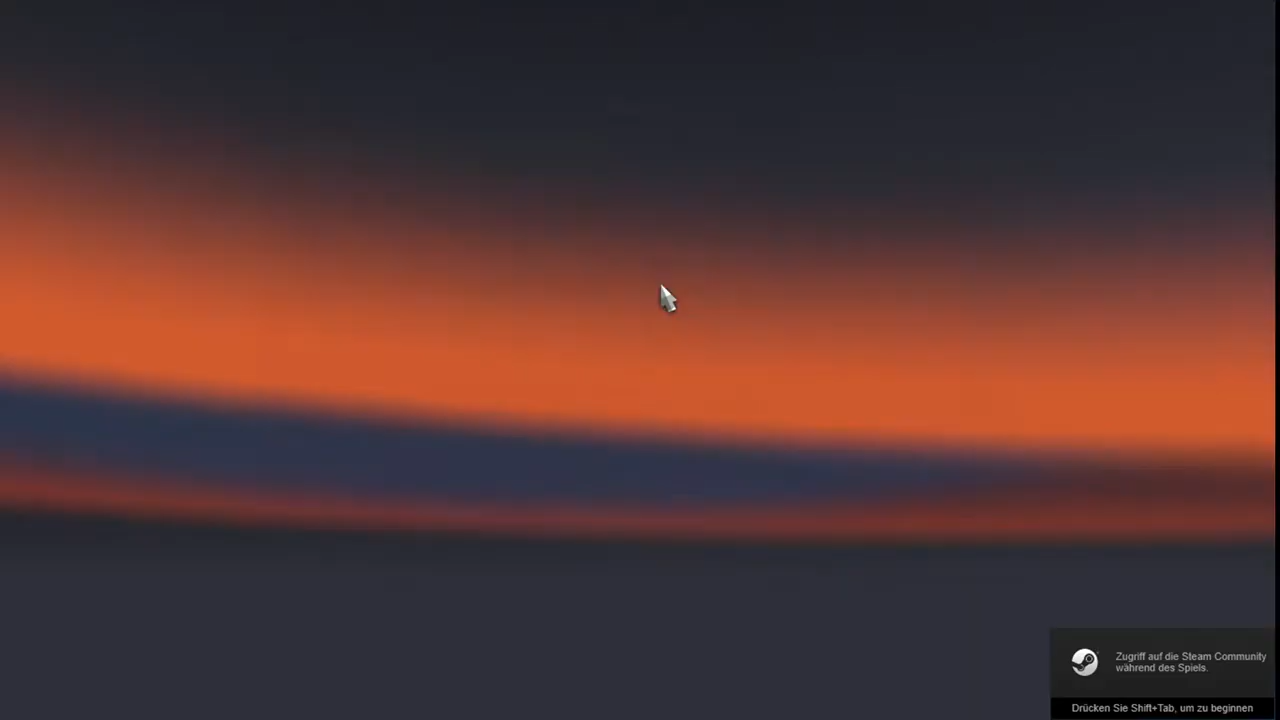 Zugriff auf die Steam Community
während des Spiels.
Drücken Sie Shift+Tab, um zu beginnen